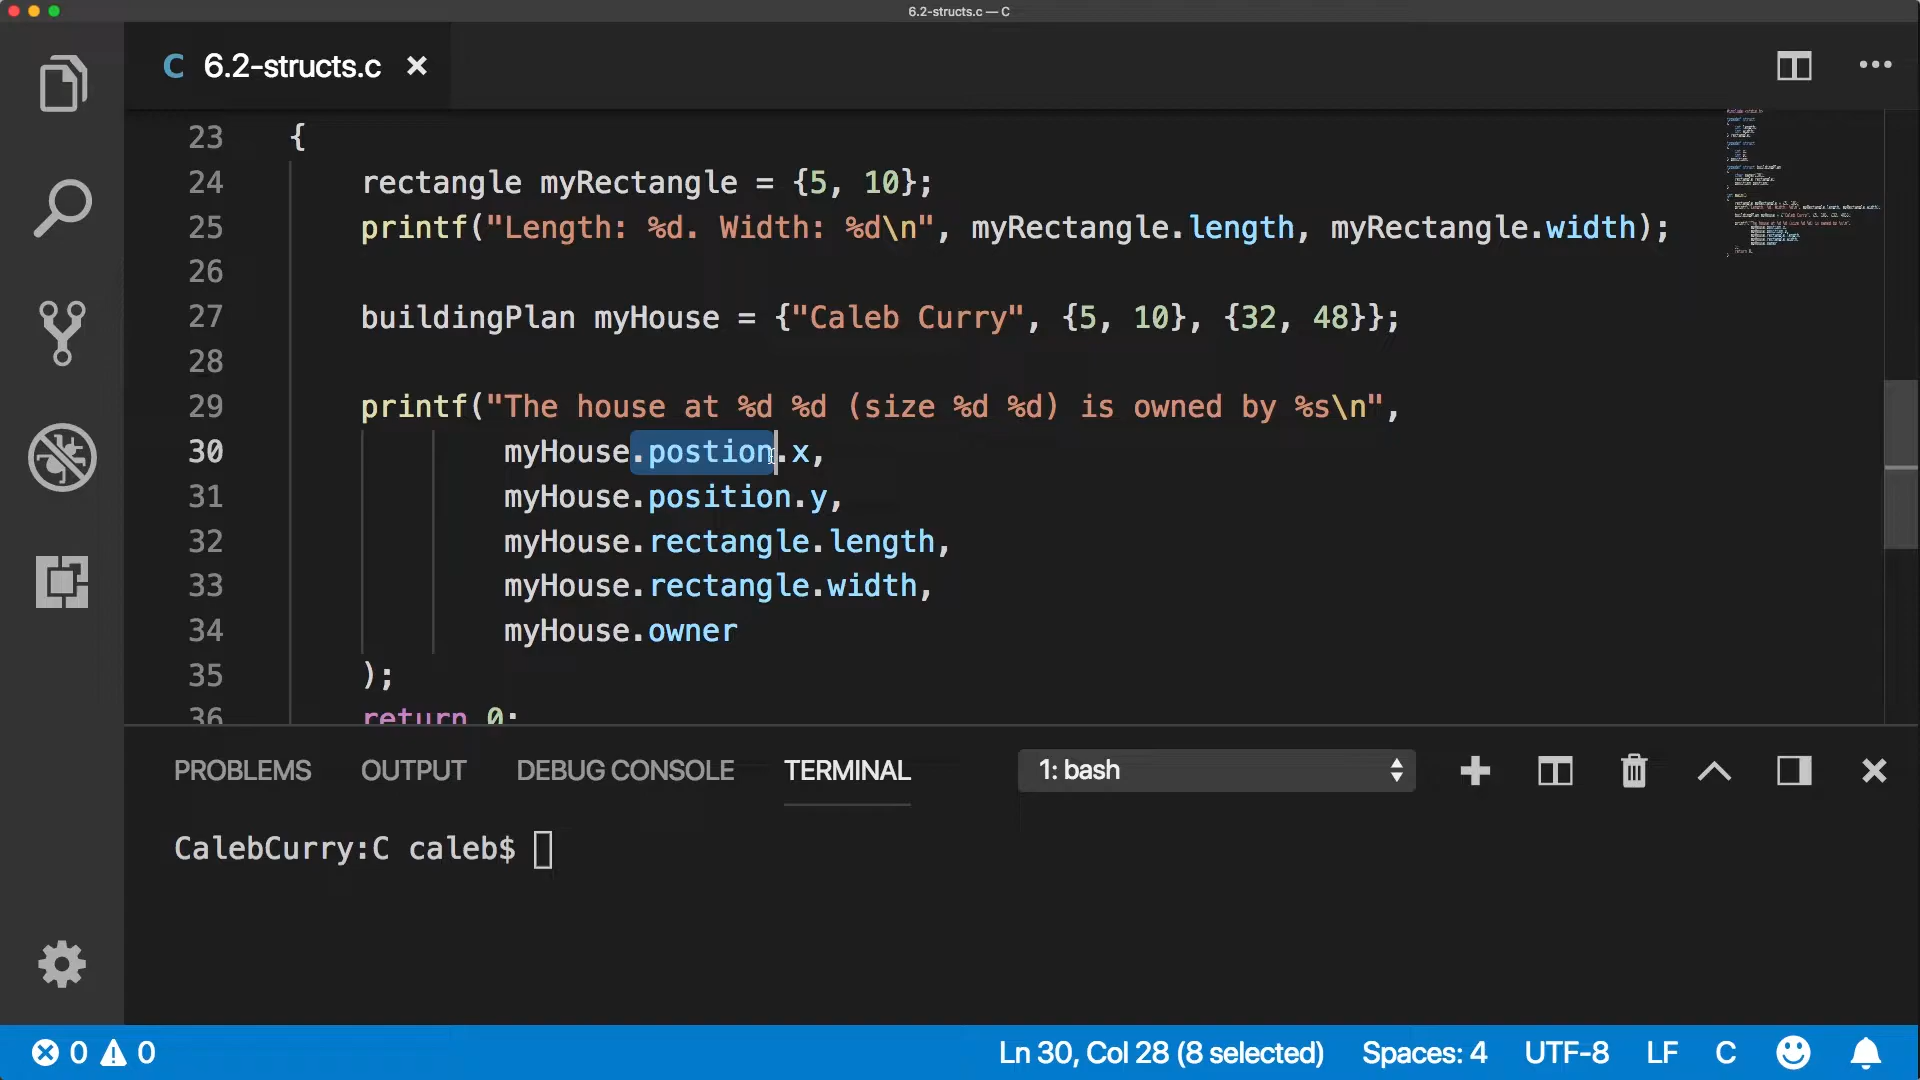 6.2-structs.c — C
C 6.2-structs.c
23 {
24 rectangle myRectangle = {5, 10};
25 printf("Length: %d. Width: %d\n", myRectangle.length, myRectangle.width);
26
27 buildingPlan myHouse = {"Caleb Curry", {5, 10}, {32, 48}};
28
29 printf("The house at %d %d (size %d %d) is owned by %s\n",
30 myHouse.postion.x,
31 myHouse.position.y,
32 myHouse.rectangle.length,
33 myHouse.rectangle.width,
34 myHouse.owner
35 );
36 return 0;
PROBLEMS OUTPUT DEBUG CONSOLE TERMINAL 1: bash
CalebCurry:C caleb$
0 0 Ln 30, Col 28 (8 selected) Spaces: 4 UTF-8 LF C